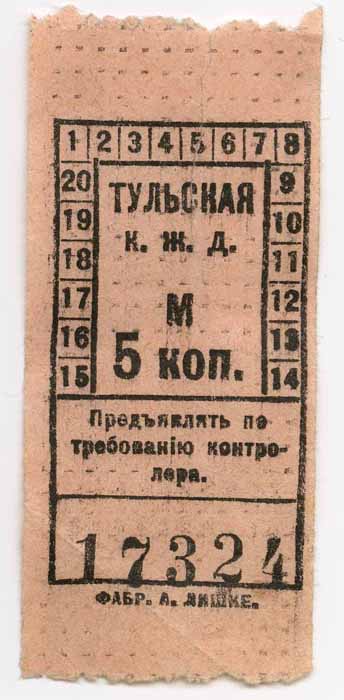 1 2 3 4 5 6 7 8
20 ТУЛЬСКАЯ 9
19 К. Ж. Д. 10
18 11
17 М 12
16 5 коп. 13
15 14
Предъявлять по
требованію контро-
лера.
17324
ФАБР. А. ЛИШКЕ.